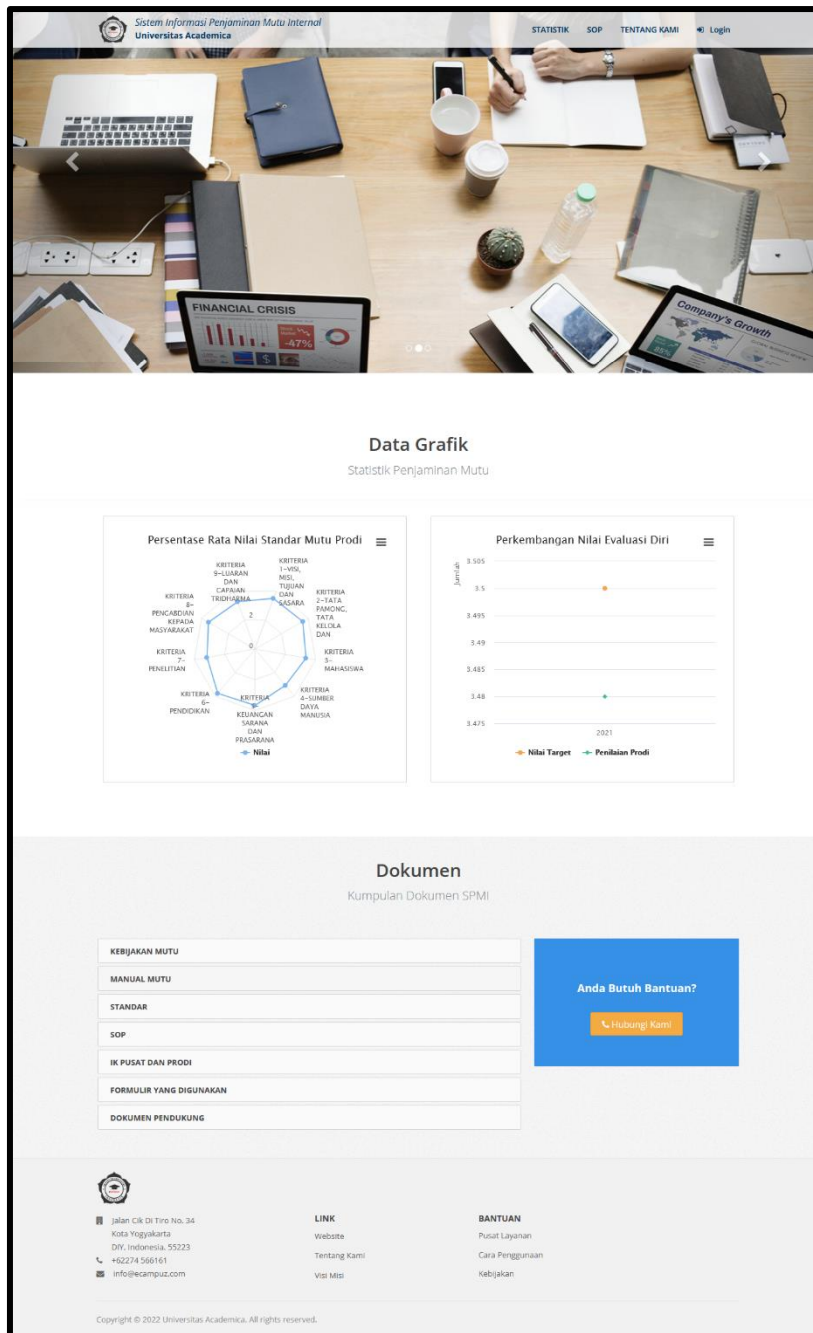 Sistem Informasi Penjaminan Mutu Internal
Universitas Academica
STATISTIK SOP TENTANG KAMI Login
FINANCIAL CRISIS
-47%
Company's Growth
85%
Data Grafik
Statistik Penjaminan Mutu
Persentase Rata Nilai Standar Mutu Prodi
KRITERIA
1-VISI,
MISI,
TUJUAN
DAN
SASARA
KRITERIA
2-TATA
PAMONG,
TATA
KELOLA
DAN
KRITERIA
3-
MAHASISWA
KRITERIA
4-SUMBER
DAYA
MANUSIA
KRITERIA
KEUANGAN
SARANA
DAN
PRASARANA
KRITERIA
6-
PENDIDIKAN
KRITERIA
7-
PENELITIAN
KRITERIA
8-
PENGABDIAN
KEPADA
MASYARAKAT
KRITERIA
9-LUARAN
DAN
CAPAIAN
TRIDHARMA
2
0
Nilai
Perkembangan Nilai Evaluasi Diri
Jumlah
3.505
3.5
3.495
3.49
3.485
3.48
3.475
2021
Nilai Target Penilaian Prodi
Dokumen
Kumpulan Dokumen SPMI
KEBIJAKAN MUTU
MANUAL MUTU
STANDAR
SOP
IK PUSAT DAN PRODI
FORMULIR YANG DIGUNAKAN
DOKUMEN PENDUKUNG
Anda Butuh Bantuan?
Hubungi Kami
Jalan Cik Di Tiro No. 34
Kota Yogyakarta
DIY, Indonesia, 55223
+62274 566161
info@ecampuz.com
LINK
Website
Tentang Kami
Visi Misi
BANTUAN
Pusat Layanan
Cara Penggunaan
Kebijakan
Copyright © 2022 Universitas Academica. All rights reserved.